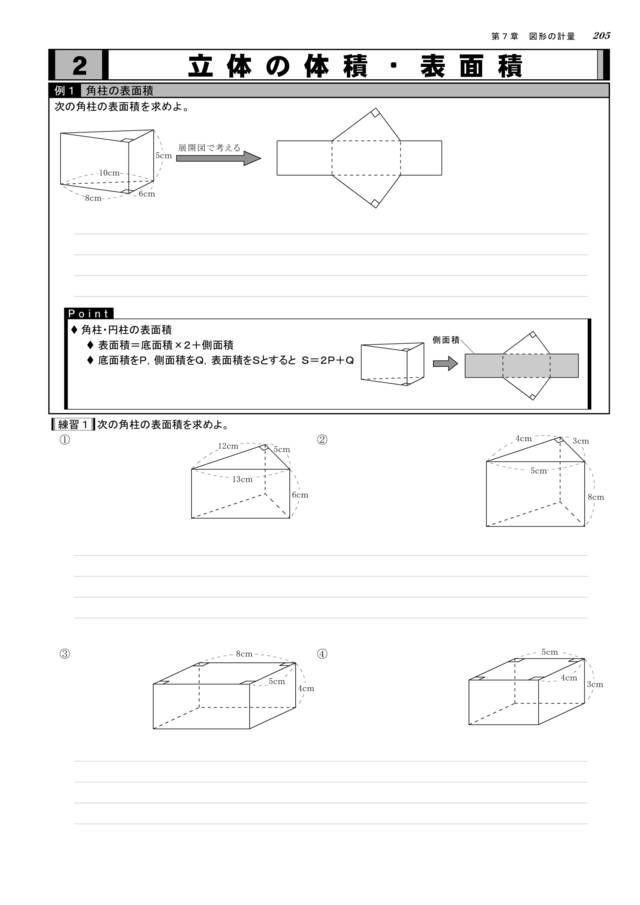 第７章　図形の計量　205
2　立体の体積・表面積
例１　角柱の表面積
次の角柱の表面積を求めよ。
展開図で考える
5cm
10cm
8cm
6cm
Point
♦ 角柱・円柱の表面積
♦ 表面積＝底面積×２＋側面積
♦ 底面積をP，側面積をQ，表面積をSとすると S＝2P＋Q
側面積
練習１　次の角柱の表面積を求めよ。
①
12cm
5cm
13cm
6cm
②
4cm
3cm
5cm
8cm
③
8cm
5cm
4cm
④
5cm
4cm
3cm